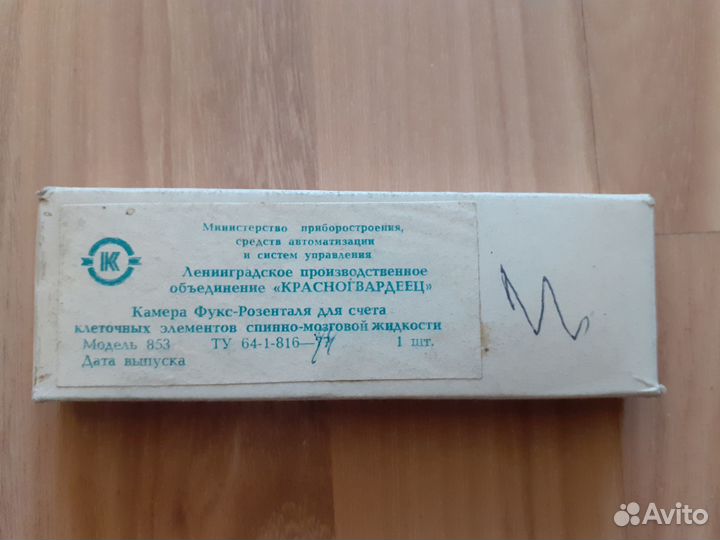 К
Министерство приборостроения,
средств автоматизации
и систем управления
Ленинградское производственное
объединение «КРАСНОГВАРДЕЕЦ»
Камера Фукс-Розенталя для счета
клеточных элементов спинно-мозговой жидкости
Модель 853 ТУ 64-1-816— 1 шт.
Дата выпуска
Avito